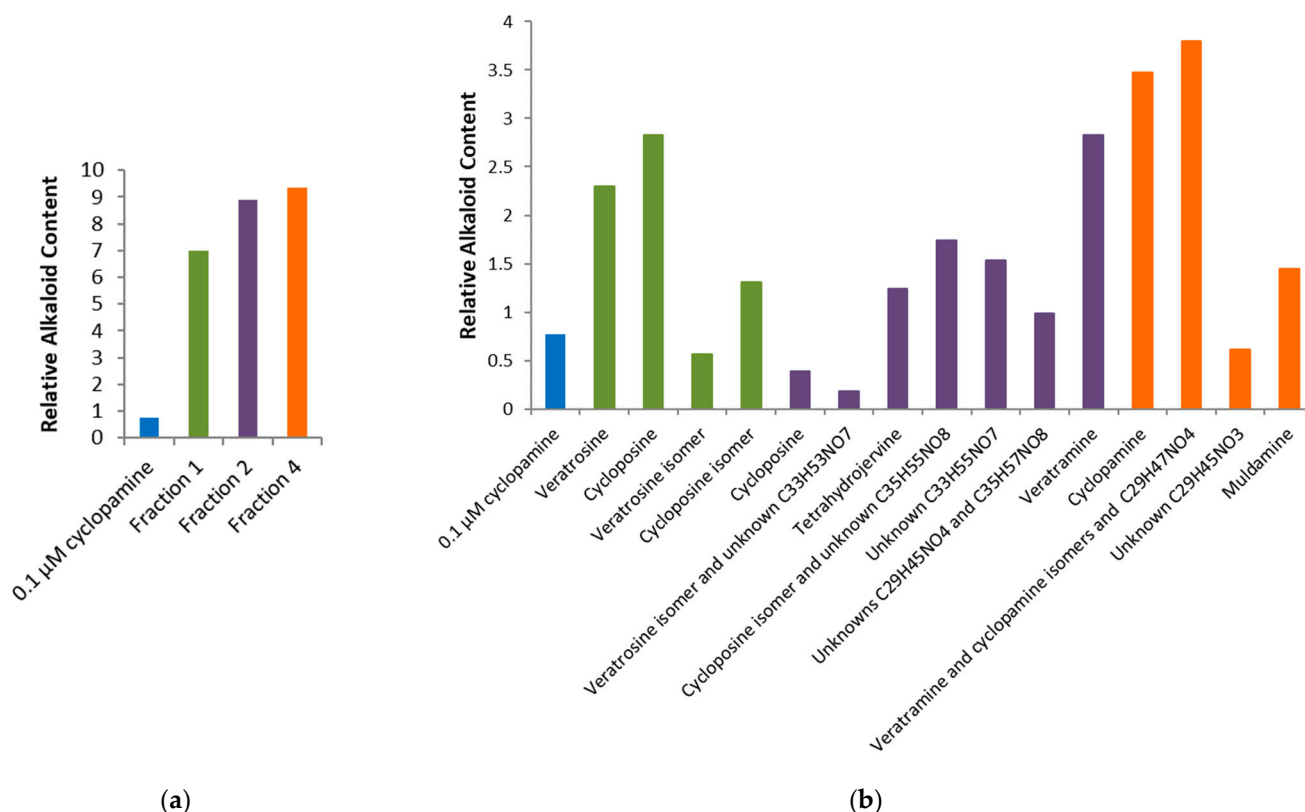 Relative Alkaloid Content
10
9
8
7
6
5
4
3
2
1
0
0.1 µM cyclopamine
Fraction 1
Fraction 2
Fraction 4
(a)
Relative Alkaloid Content
4
3.5
3
2.5
2
1.5
1
0.5
0
0.1 µM cyclopamine
Veratrosine
Cycloposine
Veratrosine isomer
Cycloposine isomer
Cycloposine
Veratrosine isomer and unknown C33H53NO7
Tetrahydrojervine
Cycloposine isomer and unknown C35H55NO8
Unknown C33H55NO7
Unknowns C29H45NO4 and C35H57NO8
Veratramine
Cyclopamine
Veratramine and cyclopamine isomers and C29H47NO4
Unknown C29H45NO3
Muldamine
(b)